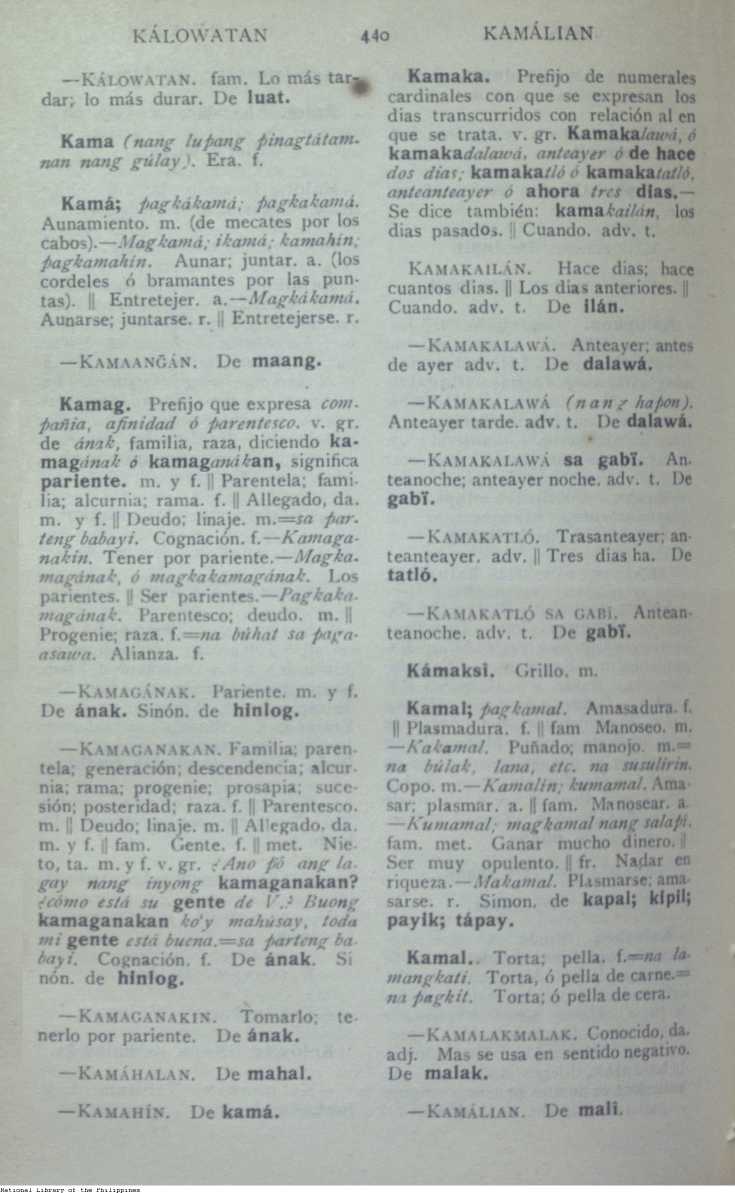 KÁLOWATAN
440
KAMÁLIAN
—KÁLOWATAN. fam. Lo más tar-
dar; lo más durar. De luat.
Kama (nang lupang pinagtátam-
nan nang gúlay). Era. f.
Kamá; pagkákamá; pagkakamá.
Aunamiento. m. (de mecates por los
cabos).—Magkamá; ikamá; kamahin;
pagkamahin. Aunar; juntar. a. (los
cordeles ó bramantes por las pun-
tas). || Entretejer. a.—Magkákamá.
Aunarse; juntarse. r. || Entretejerse. r.
—KAMAANGÁN. De maang.
Kamag. Prefijo que expresa com-
pañia, afinidad ó parentesco. v. gr.
de ának, familia, raza, diciendo ka-
magának ó kamaganákan, significa
pariente. m. y f. || Parentela; fami-
lia; alcurnia; rama. f. || Allegado, da.
m. y f. || Deudo; linaje. m.=sa par-
teng babayi. Cognación. f.—Kamaga-
nakin. Tener por pariente.—Magka-
magának, ó magkakamagának. Los
parientes. || Ser parientes.—Pagkaka-
magának. Parentesco; deudo. m. ||
Progenie; raza. f.=na búhat sa paga-
asawa. Alianza. f.
—KAMAGÁNAK. Pariente. m. y f.
De ának. Sinón. de hinlog.
—KAMAGANAKAN. Familia; paren-
tela; generación; descendencia; alcur-
nia; rama; progenie; prosapia; suce-
sión; posteridad; raza. f. || Parentesco.
m. || Deudo; linaje. m. || Allegado, da.
m. y f. || fam. Gente. f. || met. Nie-
to, ta. m. y f. v. gr. ¿Ano pô ang la-
gay nang inyong kamaganakan?
¿cómo está su gente de V.? Buong
kamaganakan ko'y mahúsay, toda
mi gente está buena.=sa parteng ba-
bayi. Cognación. f. De ának. Si
nón. de hinlog.
—KAMAGANAKIN. Tomarlo; te-
nerlo por pariente. De ának.
—KAMÁHALAN. De mahal.
—KAMAHÍN. De kamá.
Kamaka. Prefijo de numerales
cardinales con que se expresan los
dias transcurridos con relación al en
que se trata. v. gr. Kamakalawá, ó
kamakadalawá, anteayer ó de hace
dos dias; kamakatló ó kamakatatló,
anteanteayer ó ahora tres dias.—
Se dice también: kamakailán, los
dias pasados. || Cuando. adv. t.
KAMAKAILÁN. Hace dias; hace
cuantos dias. || Los dias anteriores. ||
Cuando. adv. t. De ilán.
—KAMAKALAWÁ. Anteayer; antes
de ayer adv. t. De dalawá.
—KAMAKALAWÁ (nang hapon).
Anteayer tarde. adv. t. De dalawá.
—KAMAKALAWÁ sa gabï. An-
teanoche; anteayer noche. adv. t. De
gabï.
—KAMAKATLÓ. Trasanteayer; an-
teanteayer. adv. || Tres dias ha. De
tatló.
—KAMAKATLÓ SA GABÏ. Antean-
teanoche. adv. t. De gabï.
Kámaksi. Grillo. m.
Kamal; pagkamal. Amasadura. f.
|| Plasmadura. f. || fam Manoseo. m.
—Kakamal. Puñado; manojo. m.=
na búlak, lana, etc. na susulirin.
Copo. m.—Kamalin; kumamal. Ama-
sar; plasmar. a. || fam. Manosear. a.
—Kumamal; magkamal nang salapi.
fam. met. Ganar mucho dinero. ||
Ser muy opulento. || fr. Nadar en
riqueza.—Makamal. Plasmarse; ama-
sarse. r. Simon. de kapal; kipil;
payik; tápay.
Kamal.. Torta; pella. f.=na la-
mangkati. Torta, ó pella de carne.=
na pagkit. Torta; ó pella de cera.
—KAMALAKMALAK. Conocido, da.
adj. Mas se usa en sentido negativo.
De malak.
—KAMÁLIAN. De malî.
National Library of the Philippines